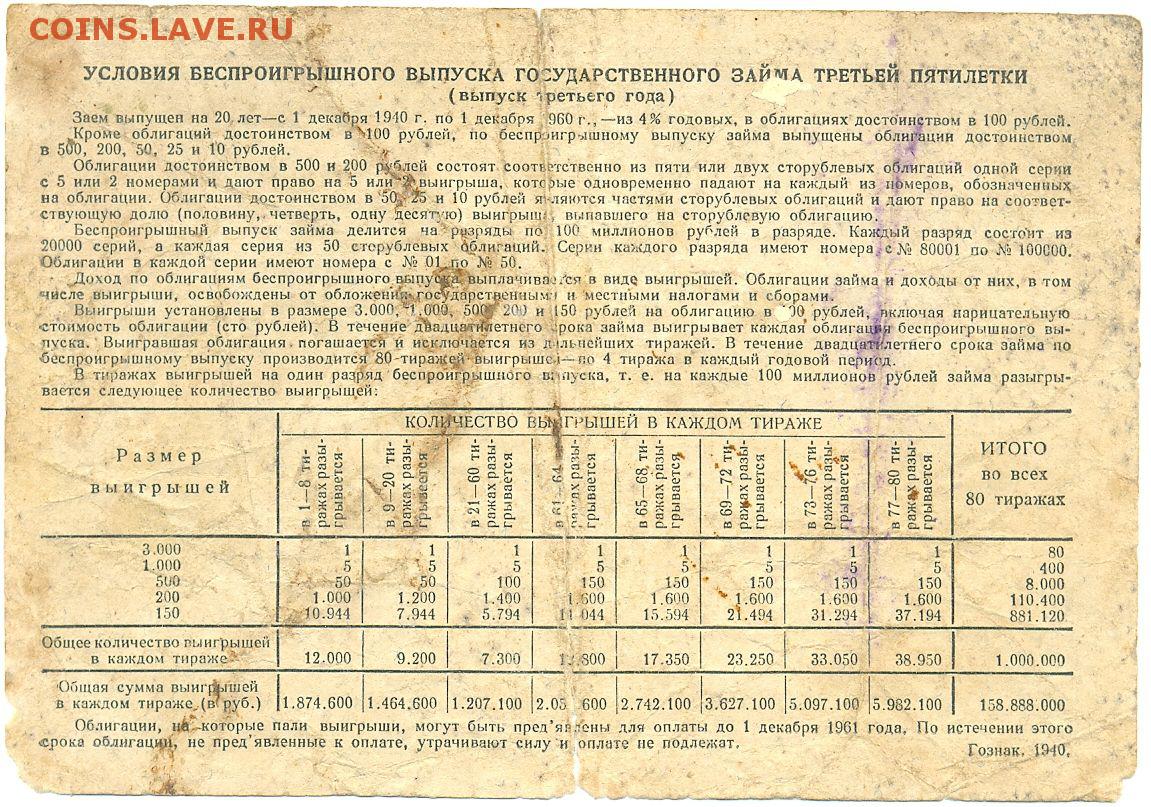 COINS.LAVE.RU
УСЛОВИЯ БЕСПРОИГРЫШНОГО ВЫПУСКА ГОСУДАРСТВЕННОГО ЗАЙМА ТРЕТЬЕЙ ПЯТИЛЕТКИ
(выпуск третьего года)
Заем выпущен на 20 лет—с 1 декабря 1940 г. по 1 декабря 1960 г.,—из 4% годовых, в облигациях достоинством в 100 рублей.
Кроме облигаций достоинством в 100 рублей, по беспроигрышному выпуску займа выпущены облигации достоинством
в 500, 200, 50, 25 и 10 рублей.
Облигации достоинством в 500 и 200 рублей состоят соответственно из пяти или двух сторублевых облигаций одной серии
с 5 или 2 номерами и дают право на 5 или 2 выигрыша, которые одновременно падают на каждый из номеров, обозначенных
на облигации. Облигации достоинством в 50, 25 и 10 рублей являются частями сторублевых облигаций и дают право на соответ-
ствующую долю (половину, четверть, одну десятую) выигрыша, выпавшего на сторублевую облигацию.
Беспроигрышный выпуск займа делится на разряды по 100 миллионов рублей в разряде. Каждый разряд состоит из
20000 серий, а каждая серия из 50 сторублевых облигаций. Серии каждого разряда имеют номера с № 80001 по № 100000.
Облигации в каждой серии имеют номера с № 01 по № 50.
Доход по облигациям беспроигрышного выпуска выплачивается в виде выигрышей. Облигации займа и доходы от них, в том
числе выигрыши, освобождены от обложения государственными и местными налогами и сборами.
Выигрыши установлены в размере 3.000, 1.000, 500, 200 и 150 рублей на облигацию в 100 рублей, включая нарицательную
стоимость облигации (сто рублей). В течение двадцатилетнего срока займа выигрывает каждая облигация беспроигрышного вы-
пуска. Выигравшая облигация погашается и исключается из дальнейших тиражей. В течение двадцатилетнего срока займа по
беспроигрышному выпуску производится 80 тиражей выигрышей—по 4 тиража в каждый годовой период.
В тиражах выигрышей на один разряд беспроигрышного выпуска, т. е. на каждые 100 миллионов рублей займа разыгры-
вается следующее количество выигрышей:
Размер выигрышей КОЛИЧЕСТВО ВЫИГРЫШЕЙ В КАЖДОМ ТИРАЖЕ ИТОГО во всех 80 тиражах
в 1—8 ти-
ражах разы-
грывается
в 9—20 ти-
ражах разы-
грывается
в 21—60 ти-
ражах разы-
грывается
в 61—64 ти-
ражах разы-
грывается
в 65—68 ти-
ражах разы-
грывается
в 69—72 ти-
ражах разы-
грывается
в 73—76 ти-
ражах разы-
грывается
в 77—80 ти-
ражах разы-
грывается
3.000 1 1 1 1 1 1 1 1 80
1.000 5 5 5 5 5 5 5 5 400
500 50 50 100 150 150 150 150 150 8.000
200 1.000 1.200 1.400 1.600 1.600 1.600 1.600 1.600 110.400
150 10.944 7.944 5.794 11.044 15.594 21.494 31.294 37.194 881.120
Общее количество выигрышей
в каждом тираже 12.000 9.200 7.300 12.800 17.350 23.250 33.050 38.950 1.000.000
Общая сумма выигрышей
в каждом тираже (в руб.) 1.874.600 1.464.600 1.207.100 2.742.100 3.627.100 5.097.100 5.982.100 158.888.000
Облигации, на которые пали выигрыши, могут быть пред'явлены для оплаты до 1 декабря 1961 года. По истечении этого
срока облигации, не пред'явленные к оплате, утрачивают силу и оплате не подлежат.
Гознак. 1940.